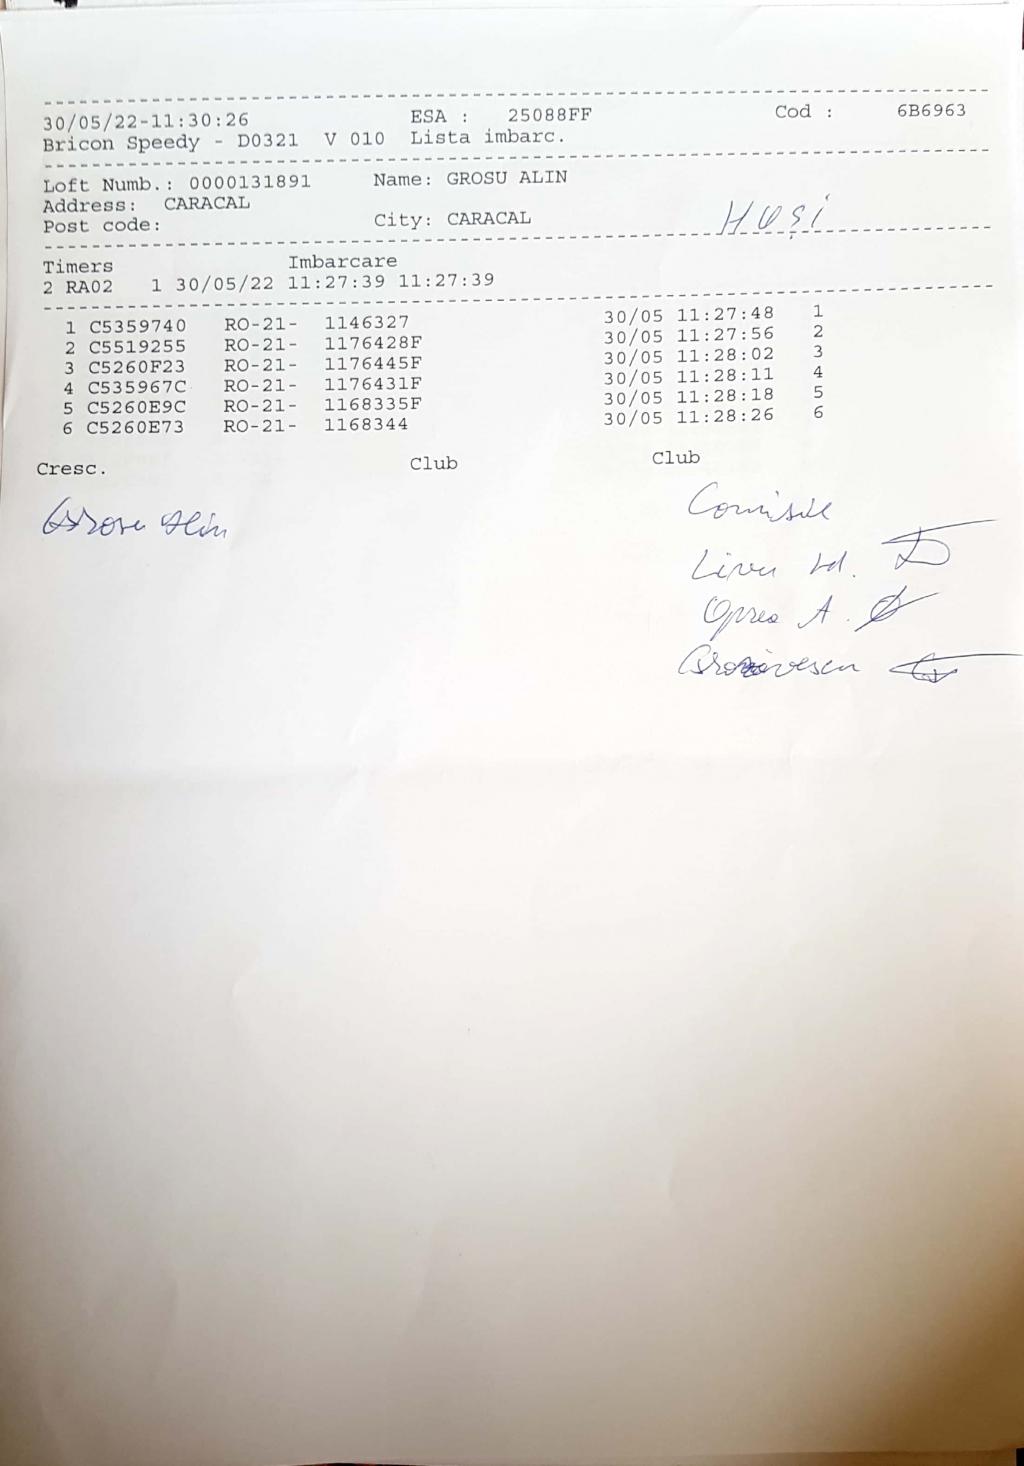 30/05/22-11:30:26 ESA : 25088FF Cod : 6B6963
Bricon Speedy - D0321 V 010 Lista imbarc.
Loft Numb.: 0000131891 Name: GROSU ALIN
Address: CARACAL
Post code: City: CARACAL
HUȘI
Timers Imbarcare
2 RA02 1 30/05/22 11:27:39 11:27:39
1 C5359740 RO-21- 1146327 30/05 11:27:48 1
2 C5519255 RO-21- 1176428F 30/05 11:27:56 2
3 C5260F23 RO-21- 1176445F 30/05 11:28:02 3
4 C535967C RO-21- 1176431F 30/05 11:28:11 4
5 C5260E9C RO-21- 1168335F 30/05 11:28:18 5
6 C5260E73 RO-21- 1168344 30/05 11:28:26 6
Cresc. Club Club
Grosu Alin
Oprea A.